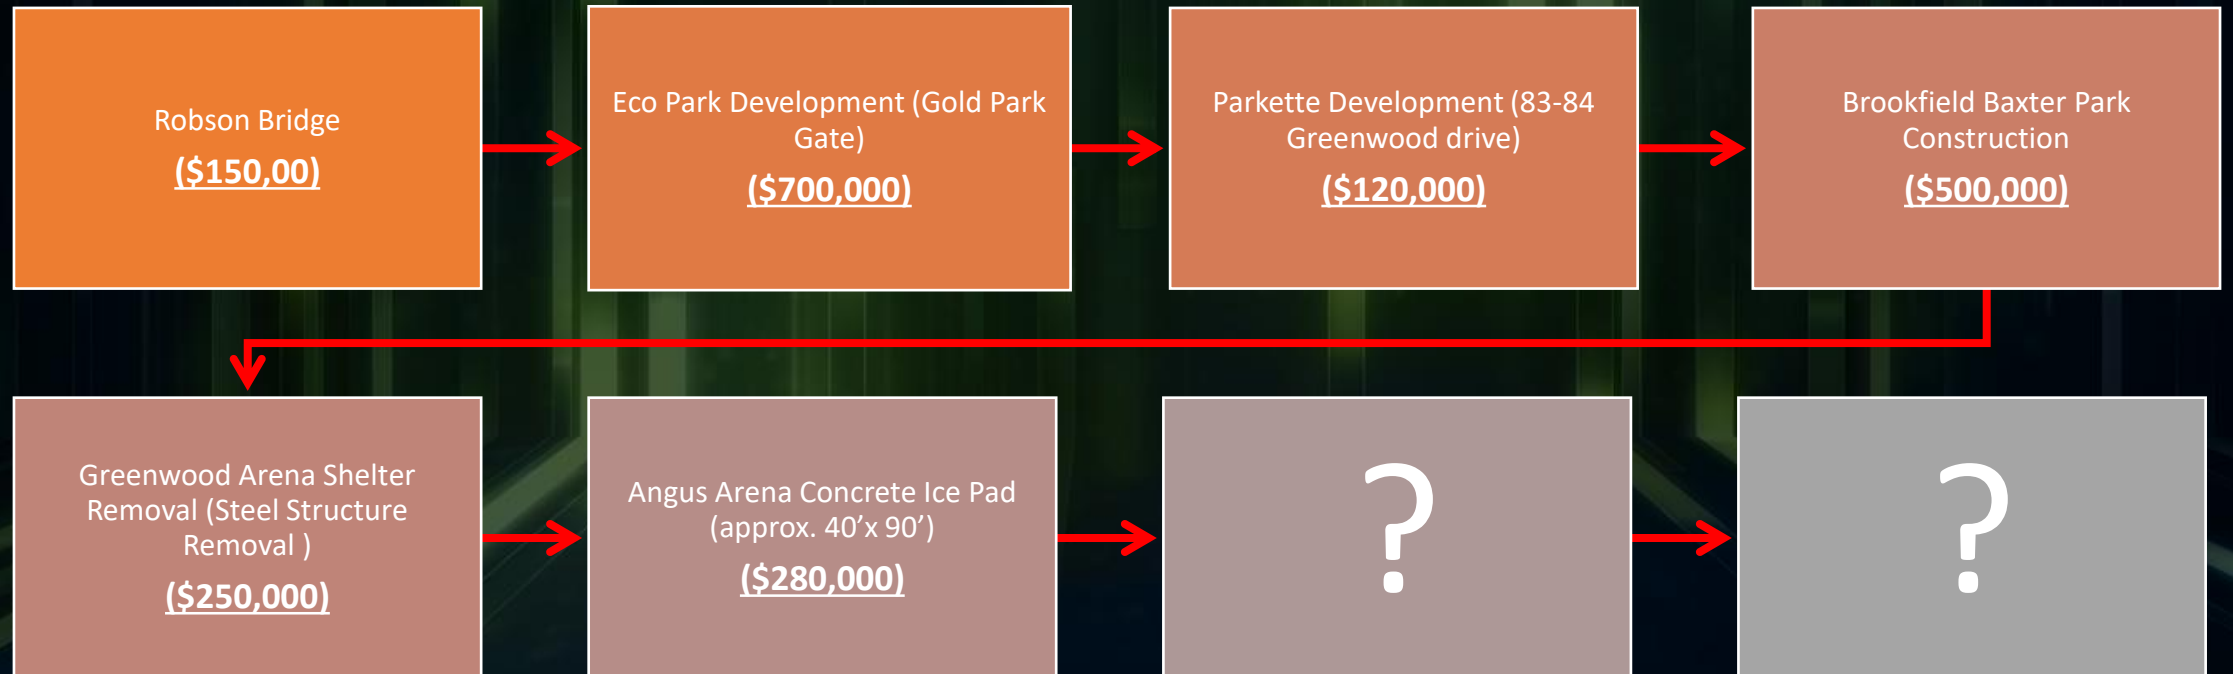 Robson Bridge
($150,00)
Eco Park Development (Gold Park
Gate)
($700,000)
Parkette Development (83-84
Greenwood drive)
($120,000)
Brookfield Baxter Park
Construction
($500,000)
Greenwood Arena Shelter
Removal (Steel Structure
Removal )
($250,000)
Angus Arena Concrete Ice Pad
(approx. 40’x 90’)
($280,000)
?
?